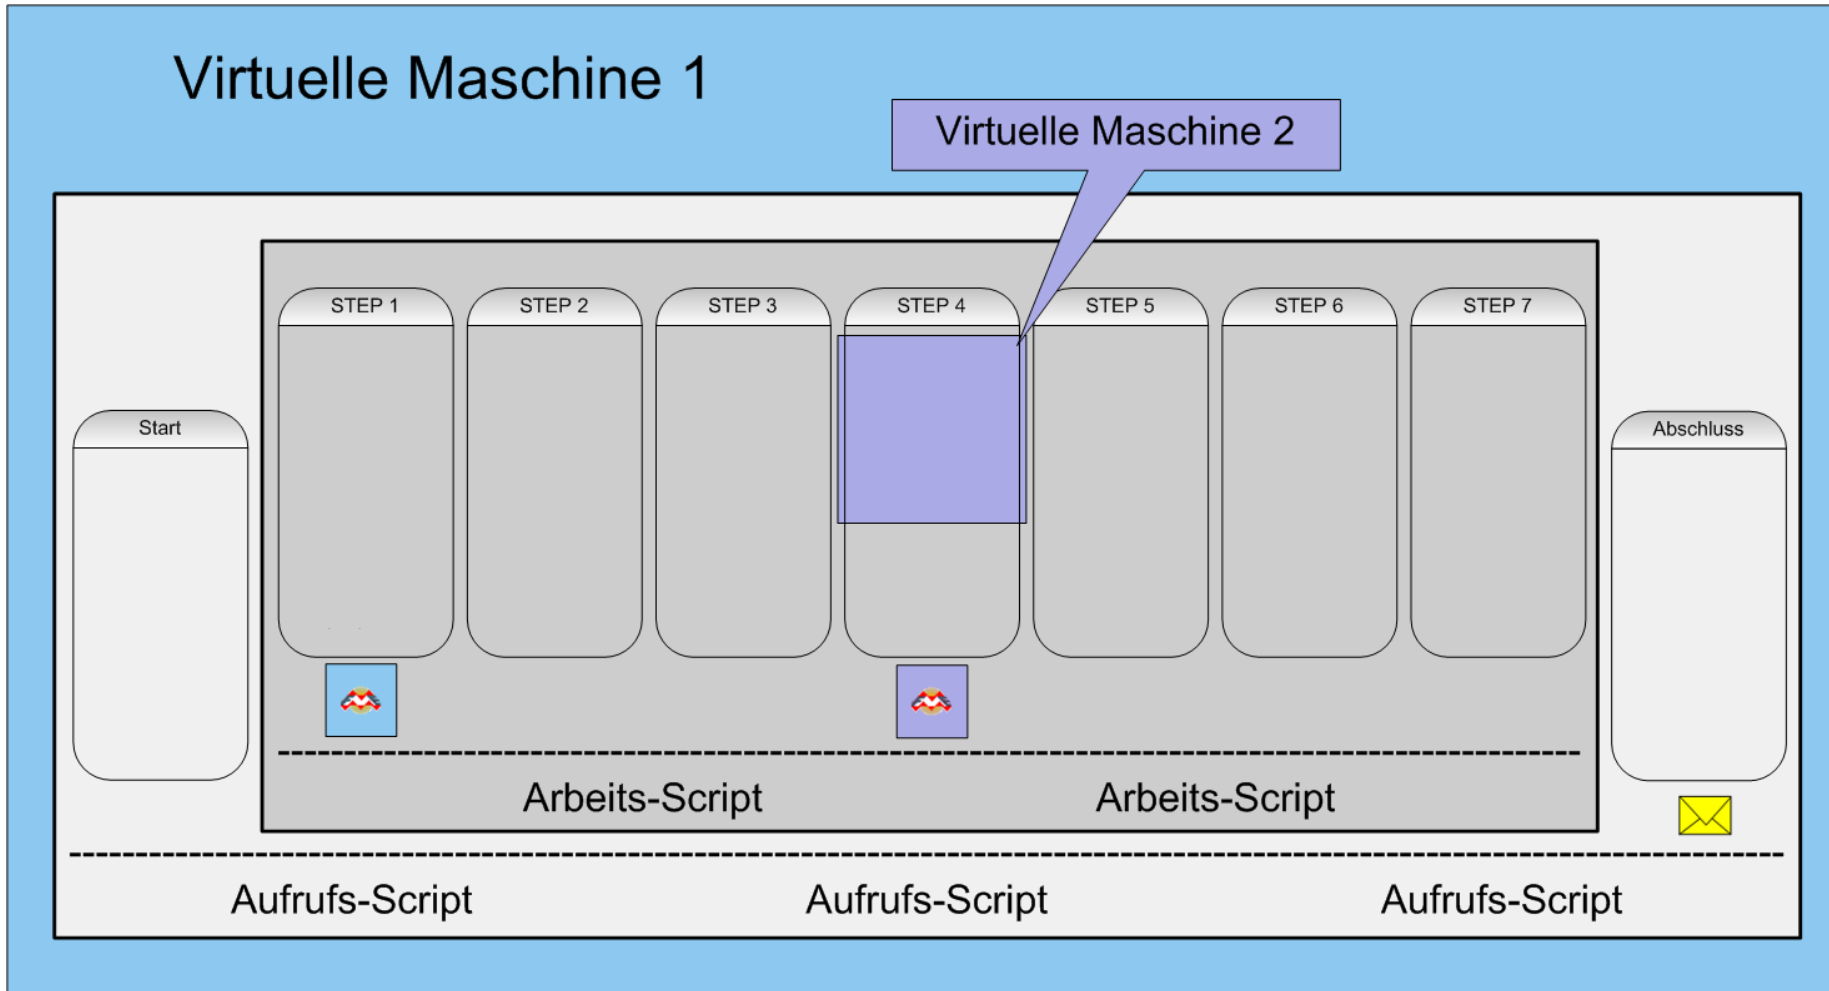 Virtuelle Maschine 1
Virtuelle Maschine 2
STEP 1
STEP 2
STEP 3
STEP 4
STEP 5
STEP 6
STEP 7
Start
Abschluss
Arbeits-Script
Arbeits-Script
Aufrufs-Script
Aufrufs-Script
Aufrufs-Script